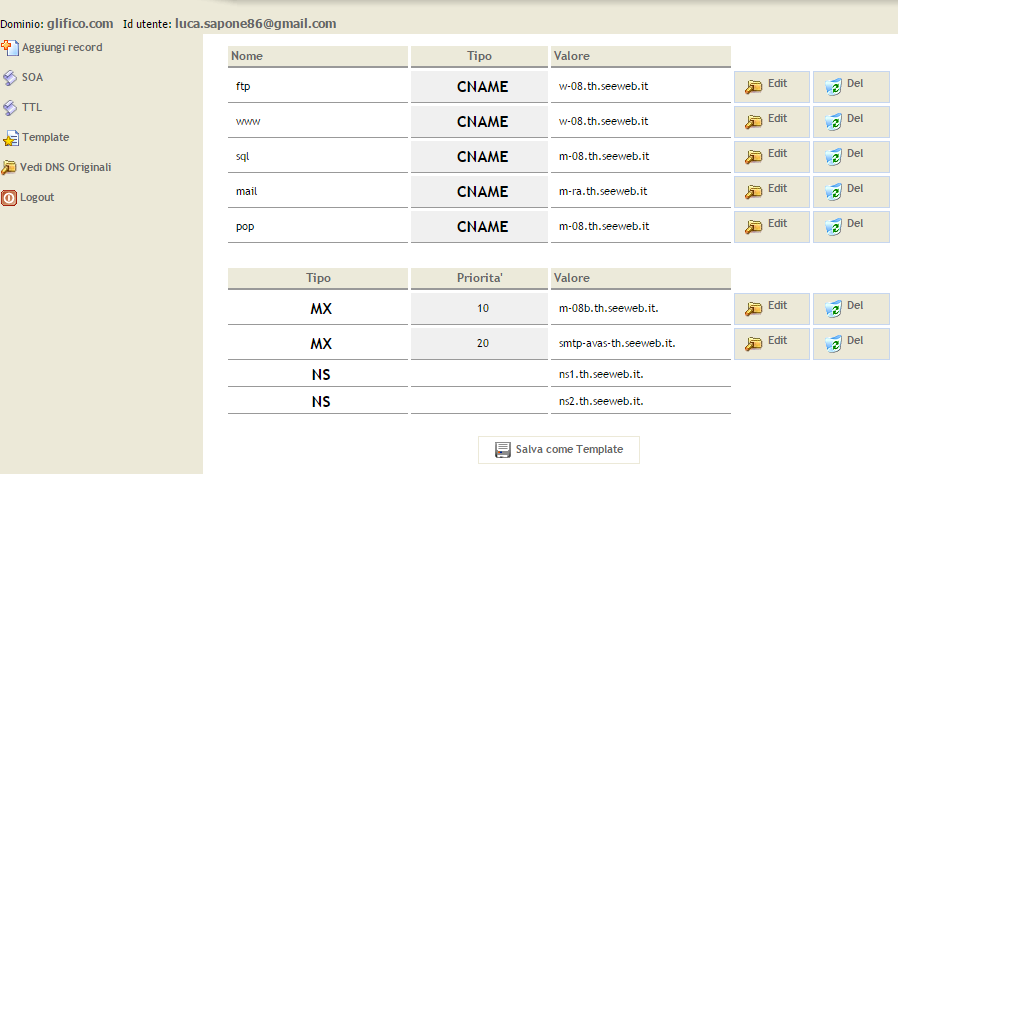 Dominio: glifico.com Id utente: luca.sapone86@gmail.com
Aggiungi record
SOA
TTL
Template
Vedi DNS Originali
Logout
Nome Tipo Valore
ftp CNAME w-08.th.seeweb.it Edit Del
www CNAME w-08.th.seeweb.it Edit Del
sql CNAME m-08.th.seeweb.it Edit Del
mail CNAME m-ra.th.seeweb.it Edit Del
pop CNAME m-08.th.seeweb.it Edit Del
Tipo Priorita' Valore
MX 10 m-08b.th.seeweb.it. Edit Del
MX 20 smtp-avas-th.seeweb.it. Edit Del
NS ns1.th.seeweb.it.
NS ns2.th.seeweb.it.
Salva come Template